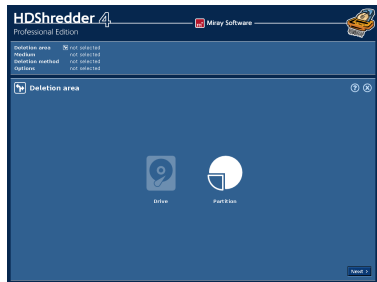 HDShredder 4
Professional Edition
Miray Software
Deletion area not selected
Medium not selected
Deletion method not selected
Options not selected
Deletion area
Drive Partition
Next >